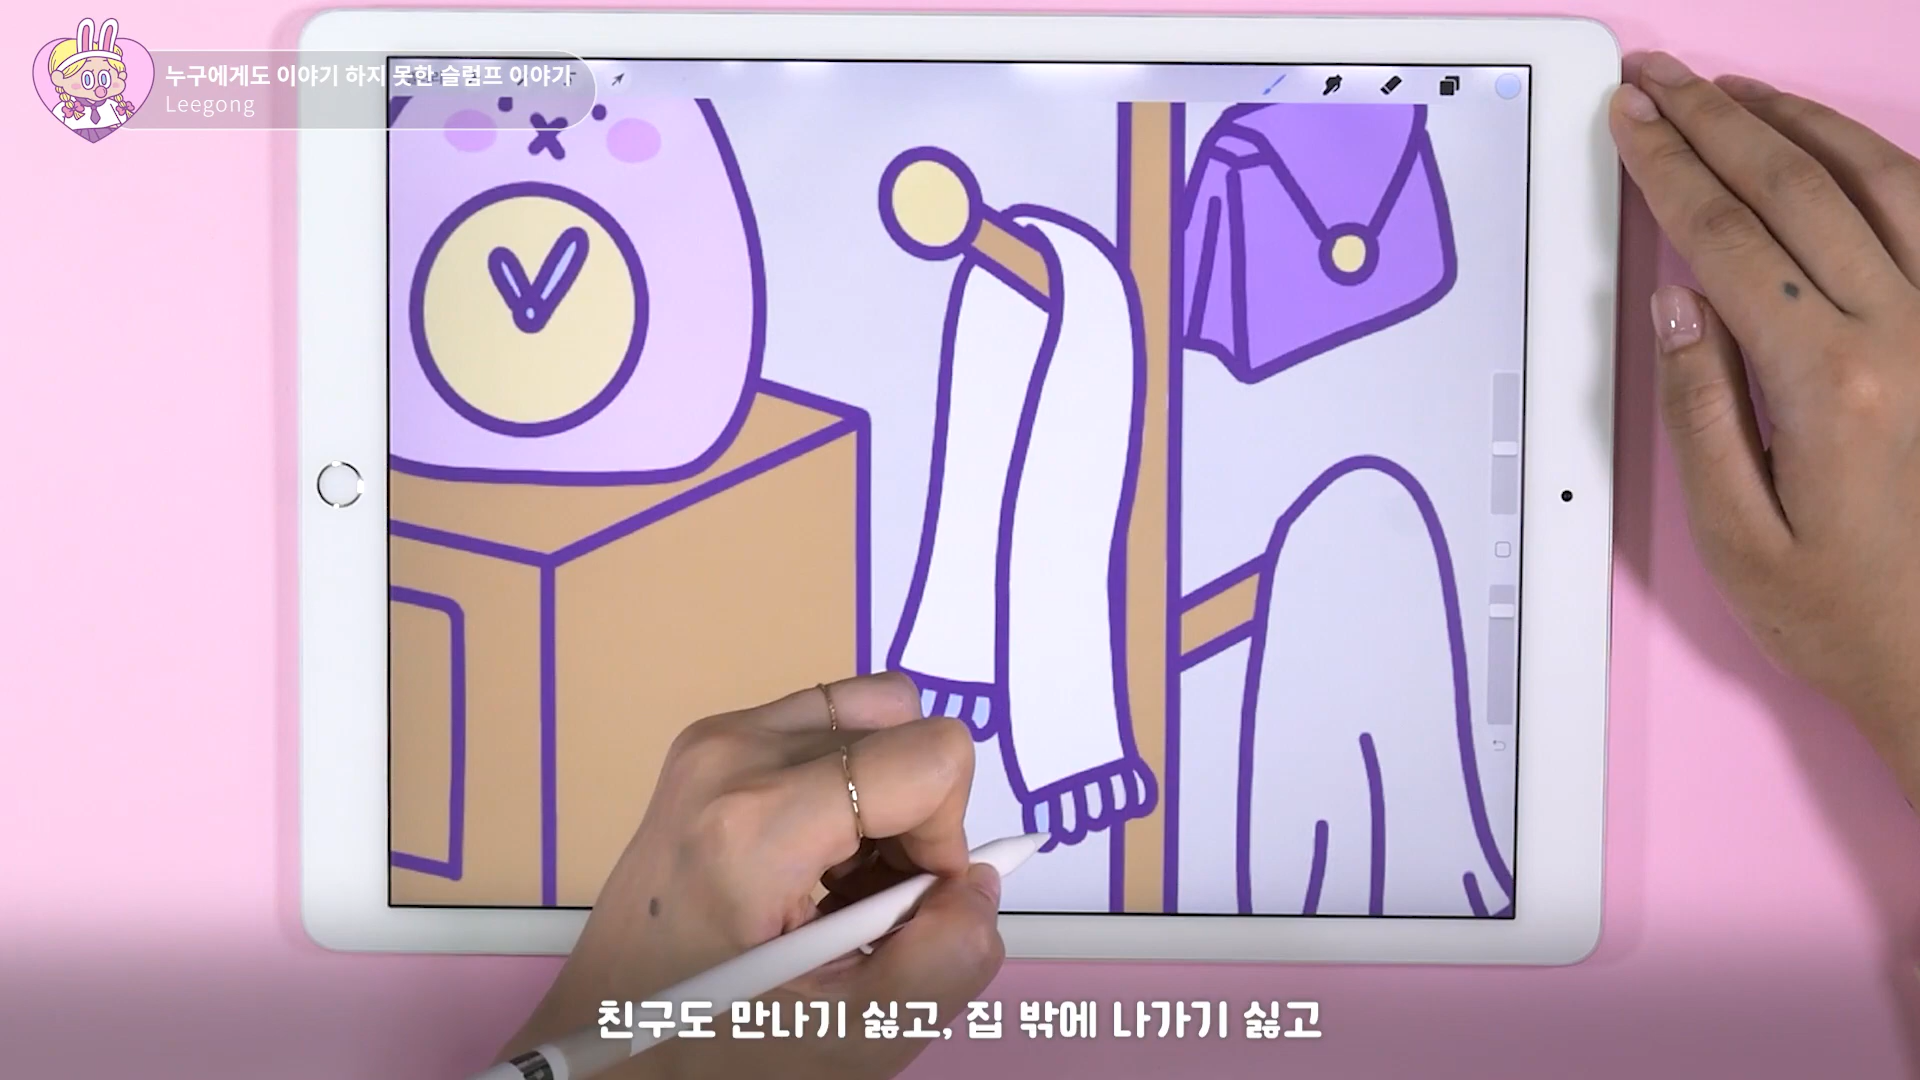 누구에게도 이야기 하지 못한 슬럼프 이야기
Leegong
친구도 만나기 싫고, 집 밖에 나가기 싫고